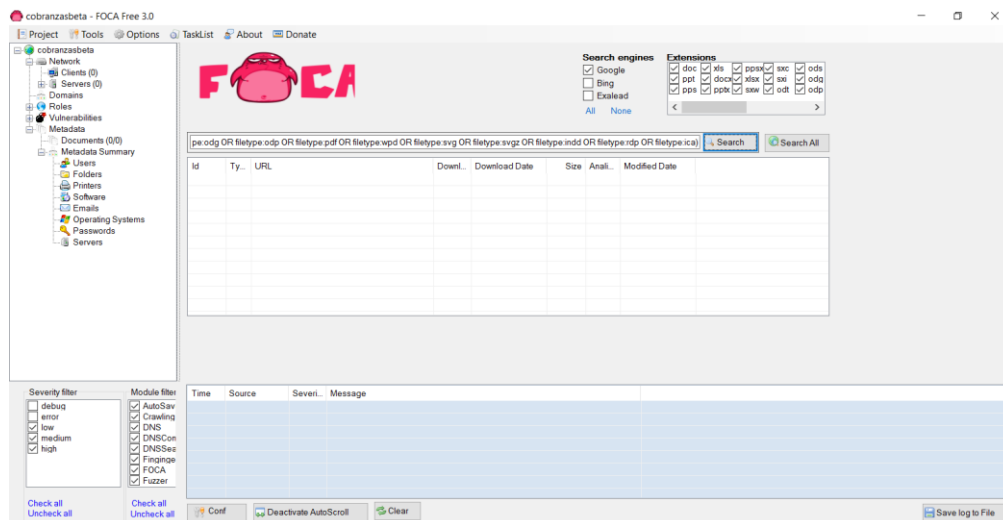 cobranzasbeta - FOCA Free 3.0
Project Tools Options TaskList About Donate
cobranzasbeta
Network
Clients (0)
Servers (0)
Domains
Roles
Vulnerabilities
Metadata
Documents (0/0)
Metadata Summary
Users
Folders
Printers
Software
Emails
Operating Systems
Passwords
Servers
FOCA
Search engines
Google
Bing
Exalead
All None
Extensions
doc xls ppsx sxc ods
ppt docx xlsx sxi odg
pps pptx sxw odt odp
pe:odg OR filetype:odp OR filetype:pdf OR filetype:wpd OR filetype:svg OR filetype:svgz OR filetype:indd OR filetype:rdp OR filetype:ica)
Search
Search All
Id Ty... URL Downl... Download Date Size Anali... Modified Date
Severity filter
debug
error
low
medium
high
Check all
Uncheck all
Module filter
AutoSav
Crawling
DNS
DNSCon
DNSSea
Finginge
FOCA
Fuzzer
Check all
Uncheck all
Time Source Severi... Message
Conf
Deactivate AutoScroll
Clear
Save log to File